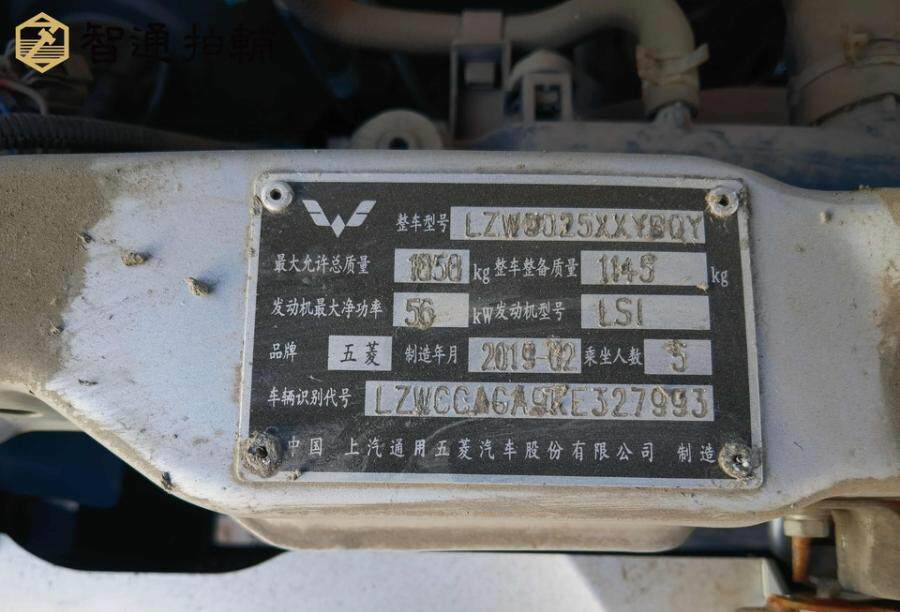 智通拍輔
整车型号 LZW5025XXYBQY
最大允许总质量 1850 kg 整车整备质量 1145 kg
发动机最大净功率 56 kW 发动机型号 LSI
品牌 五菱 制造年月 2019-02 乘坐人数 5
车辆识别代号 LZWCCAGA9KE327993
中国 上汽通用五菱汽车股份有限公司 制造